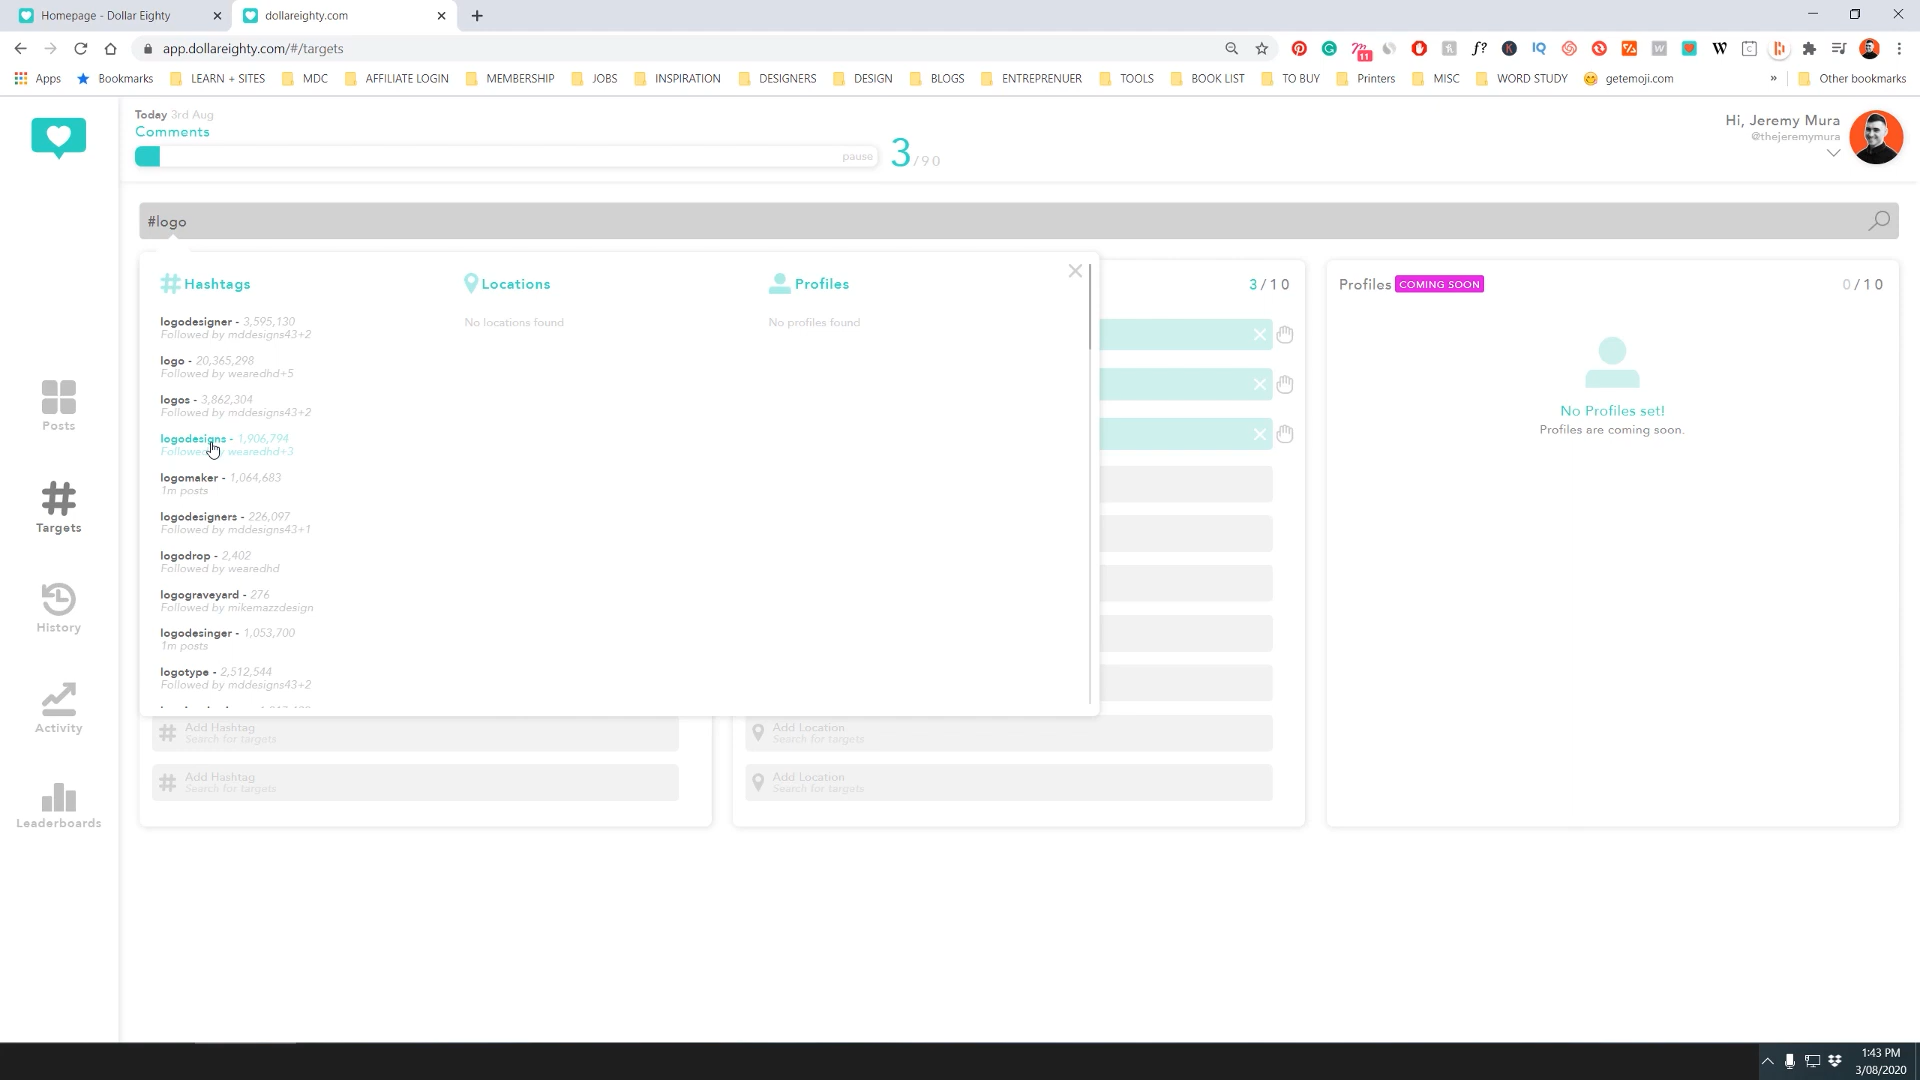 Homepage - Dollar Eighty
dollareighty.com
app.dollareighty.com/#/targets
11
f?
K
IQ
W
Apps
Bookmarks
LEARN + SITES
MDC
AFFILIATE LOGIN
MEMBERSHIP
JOBS
INSPIRATION
DESIGNERS
DESIGN
BLOGS
ENTREPRENUER
TOOLS
BOOK LIST
TO BUY
Printers
MISC
WORD STUDY
getemoji.com
»
Other bookmarks
Today 3rd Aug
Comments
pause
3/90
Hi, Jeremy Mura
@thejeremymura
#logo
Hashtags
Locations
Profiles
No locations found
No profiles found
logodesigner - 3,595,130
Followed by mddesigns43+2
logo - 20,365,298
Followed by wearedhd+5
logos - 3,862,304
Followed by mddesigns43+2
logodesigns - 1,906,794
Followed by wearedhd+3
logomaker - 1,064,683
1m posts
logodesigners - 226,097
Followed by mddesigns43+1
logodrop - 2,402
Followed by wearedhd
logograveyard - 276
Followed by mikemazzdesign
logodesinger - 1,053,700
1m posts
logotype - 2,512,544
Followed by mddesigns43+2
3/10
Profiles COMING SOON
0/10
No Profiles set!
Profiles are coming soon.
Posts
Targets
History
Activity
Leaderboards
Add Hashtag
Search for targets
Add Location
Search for targets
Add Hashtag
Search for targets
Add Location
Search for targets
1:43 PM
3/08/2020